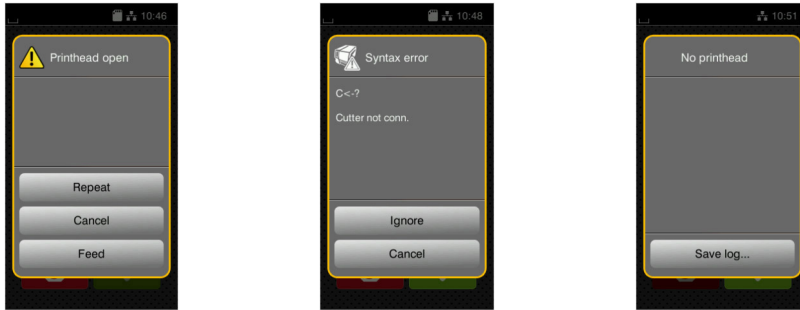 10:46
Printhead open
Repeat
Cancel
Feed
10:48
Syntax error
C<-?
Cutter not conn.
Ignore
Cancel
10:51
No printhead
Save log...